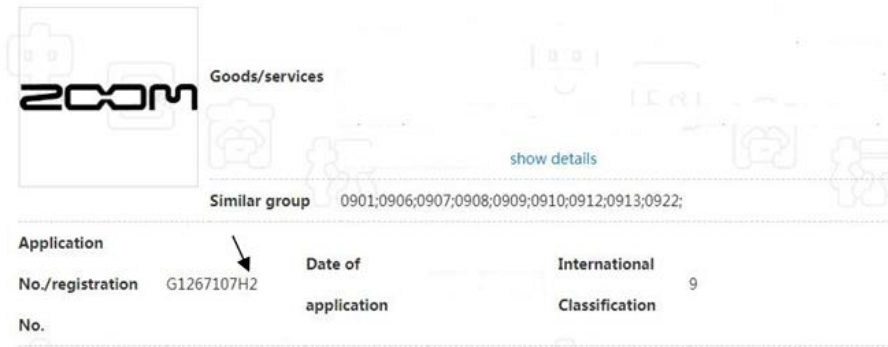 ZOOM
Goods/services
show details
Similar group 0901;0906;0907;0908;0909;0910;0912;0913;0922;
Application
No./registration
No.
G1267107H2
Date of
application
International
Classification
9